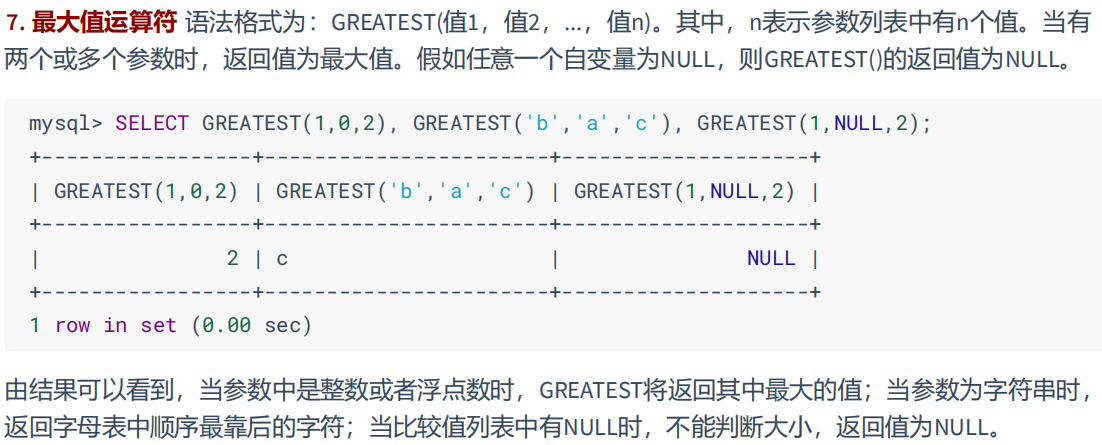 7. 最大值运算符 语法格式为：GREATEST(值1，值2，...，值n)。其中，n表示参数列表中有n个值。当有
两个或多个参数时，返回值为最大值。假如任意一个自变量为NULL，则GREATEST()的返回值为NULL。
mysql> SELECT GREATEST(1,0,2), GREATEST('b','a','c'), GREATEST(1,NULL,2);
+-----------------+-----------------------+--------------------+
| GREATEST(1,0,2) | GREATEST('b','a','c') | GREATEST(1,NULL,2) |
+-----------------+-----------------------+--------------------+
|               2 | c                     |               NULL |
+-----------------+-----------------------+--------------------+
1 row in set (0.00 sec)
由结果可以看到，当参数中是整数或者浮点数时，GREATEST将返回其中最大的值；当参数为字符串时，
返回字母表中顺序最靠后的字符；当比较值列表中有NULL时，不能判断大小，返回值为NULL。